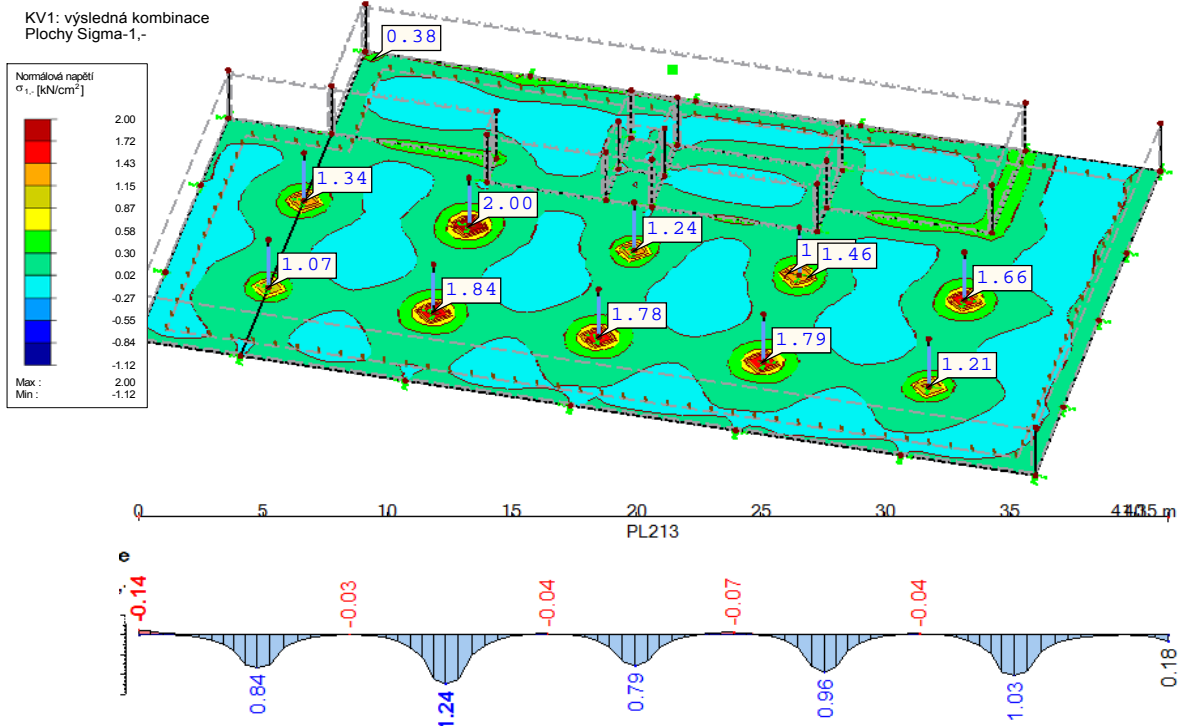 KV1: výsledná kombinace
Plochy Sigma-1,-
Normálová napětí
σ1,- [kN/cm²]
2.00
1.72
1.43
1.15
0.87
0.58
0.30
0.02
-0.27
-0.55
-0.84
-1.12
Max : 2.00
Min : -1.12
0.38
1.34
2.00
1.24
1.46
1.66
1.07
1.84
1.78
1.79
1.21
0 5 10 15 20 25 30 35 m
PL213
e
-0.14 -0.03 -0.04 -0.07 -0.04
0.84 1.24 0.79 0.96 1.03 0.18